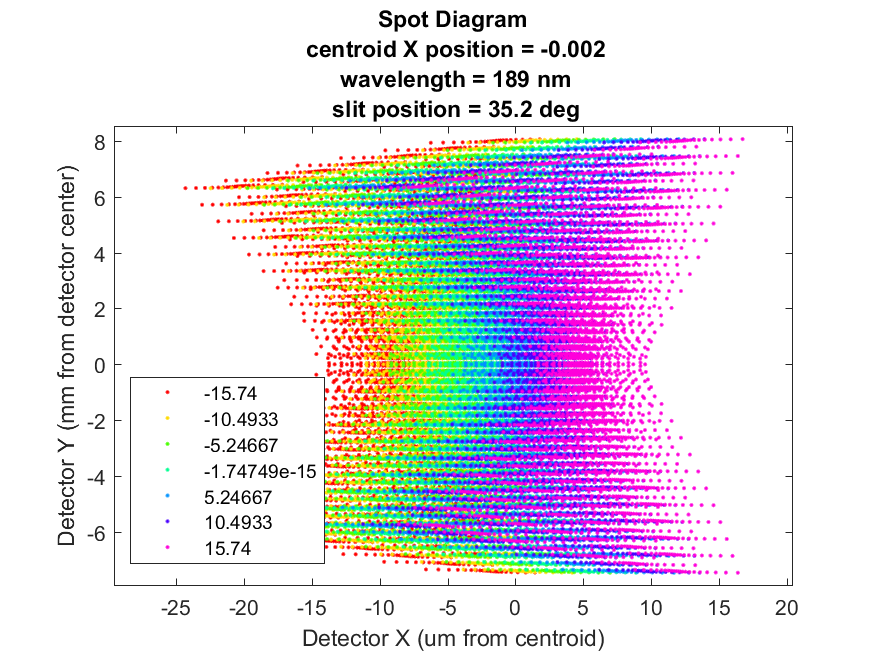 Spot Diagram
centroid X position = -0.002
wavelength = 189 nm
slit position = 35.2 deg
8
6
4
2
0
-2
-4
-6
Detector Y (mm from detector center)
-15.74
-10.4933
-5.24667
-1.74749e-15
5.24667
10.4933
15.74
-25 -20 -15 -10 -5 0 5 10 15 20
Detector X (um from centroid)